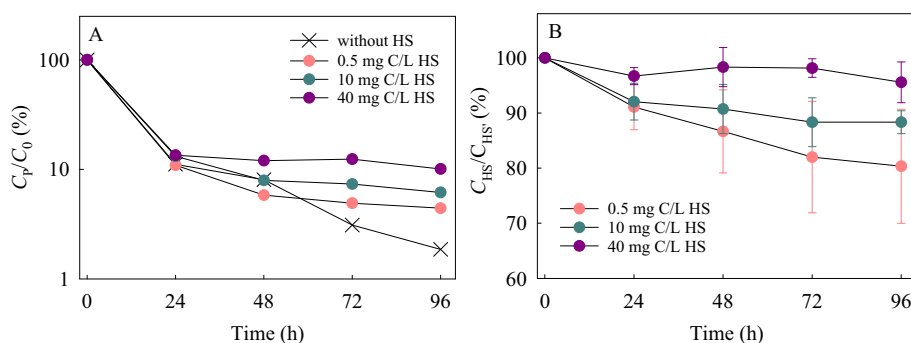 A
without HS
0.5 mg C/L HS
10 mg C/L HS
40 mg C/L HS
100
10
1
C_P/C_0 (%)
0 24 48 72 96
Time (h)
B
100
90
80
70
60
C_HS/C_HS' (%)
0.5 mg C/L HS
10 mg C/L HS
40 mg C/L HS
0 24 48 72 96
Time (h)